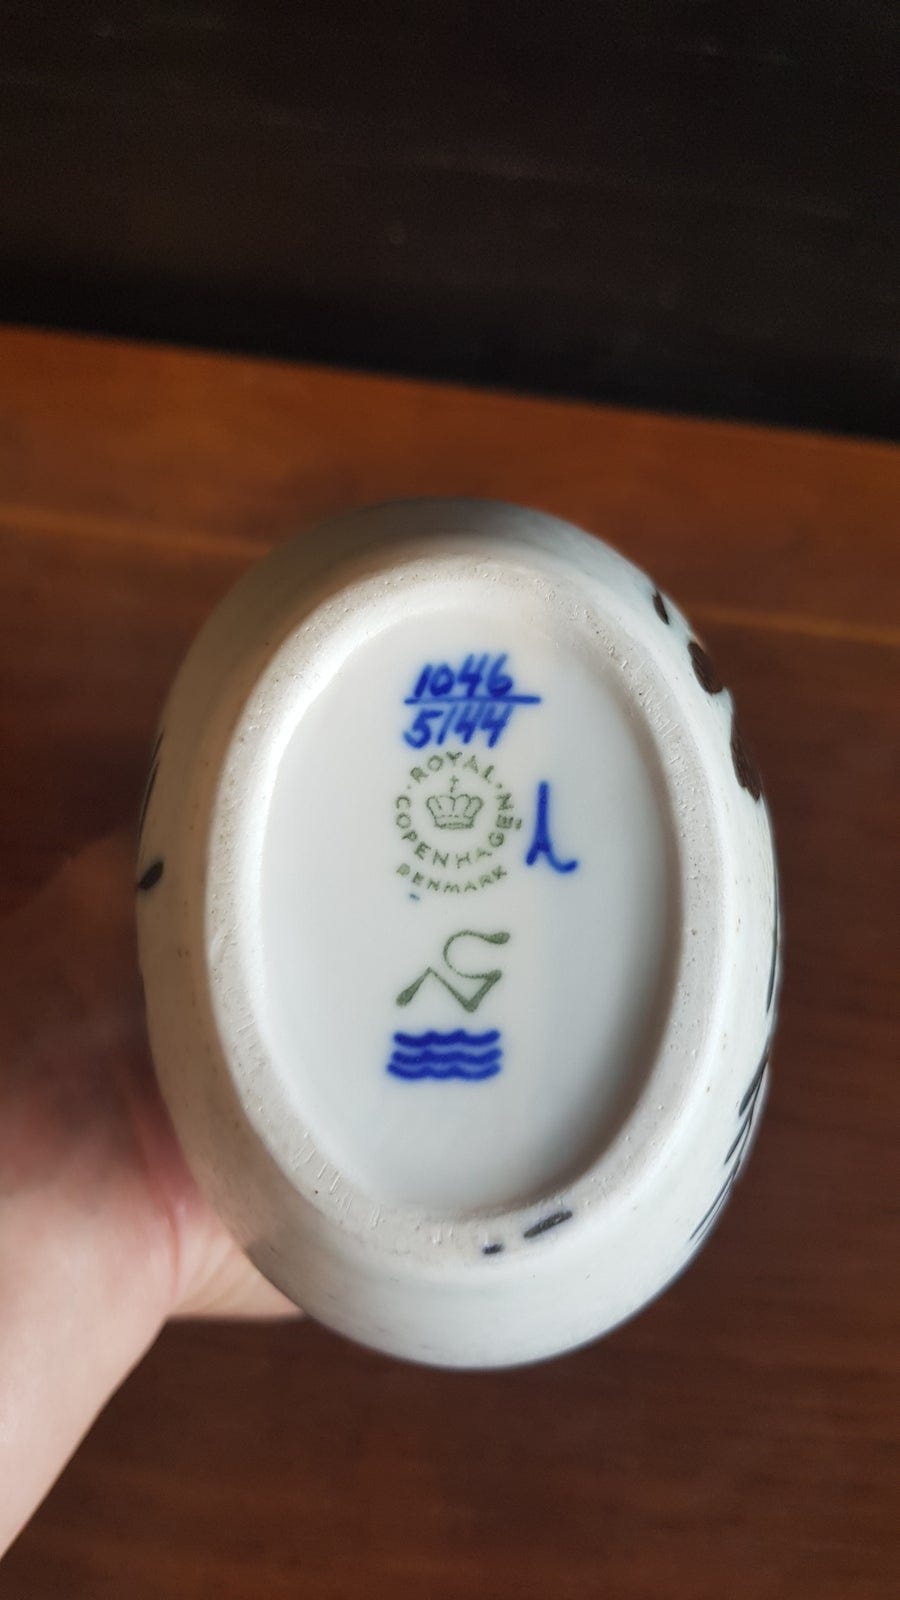 1046
5144
ROYAL
COPENHAGEN
DENMARK